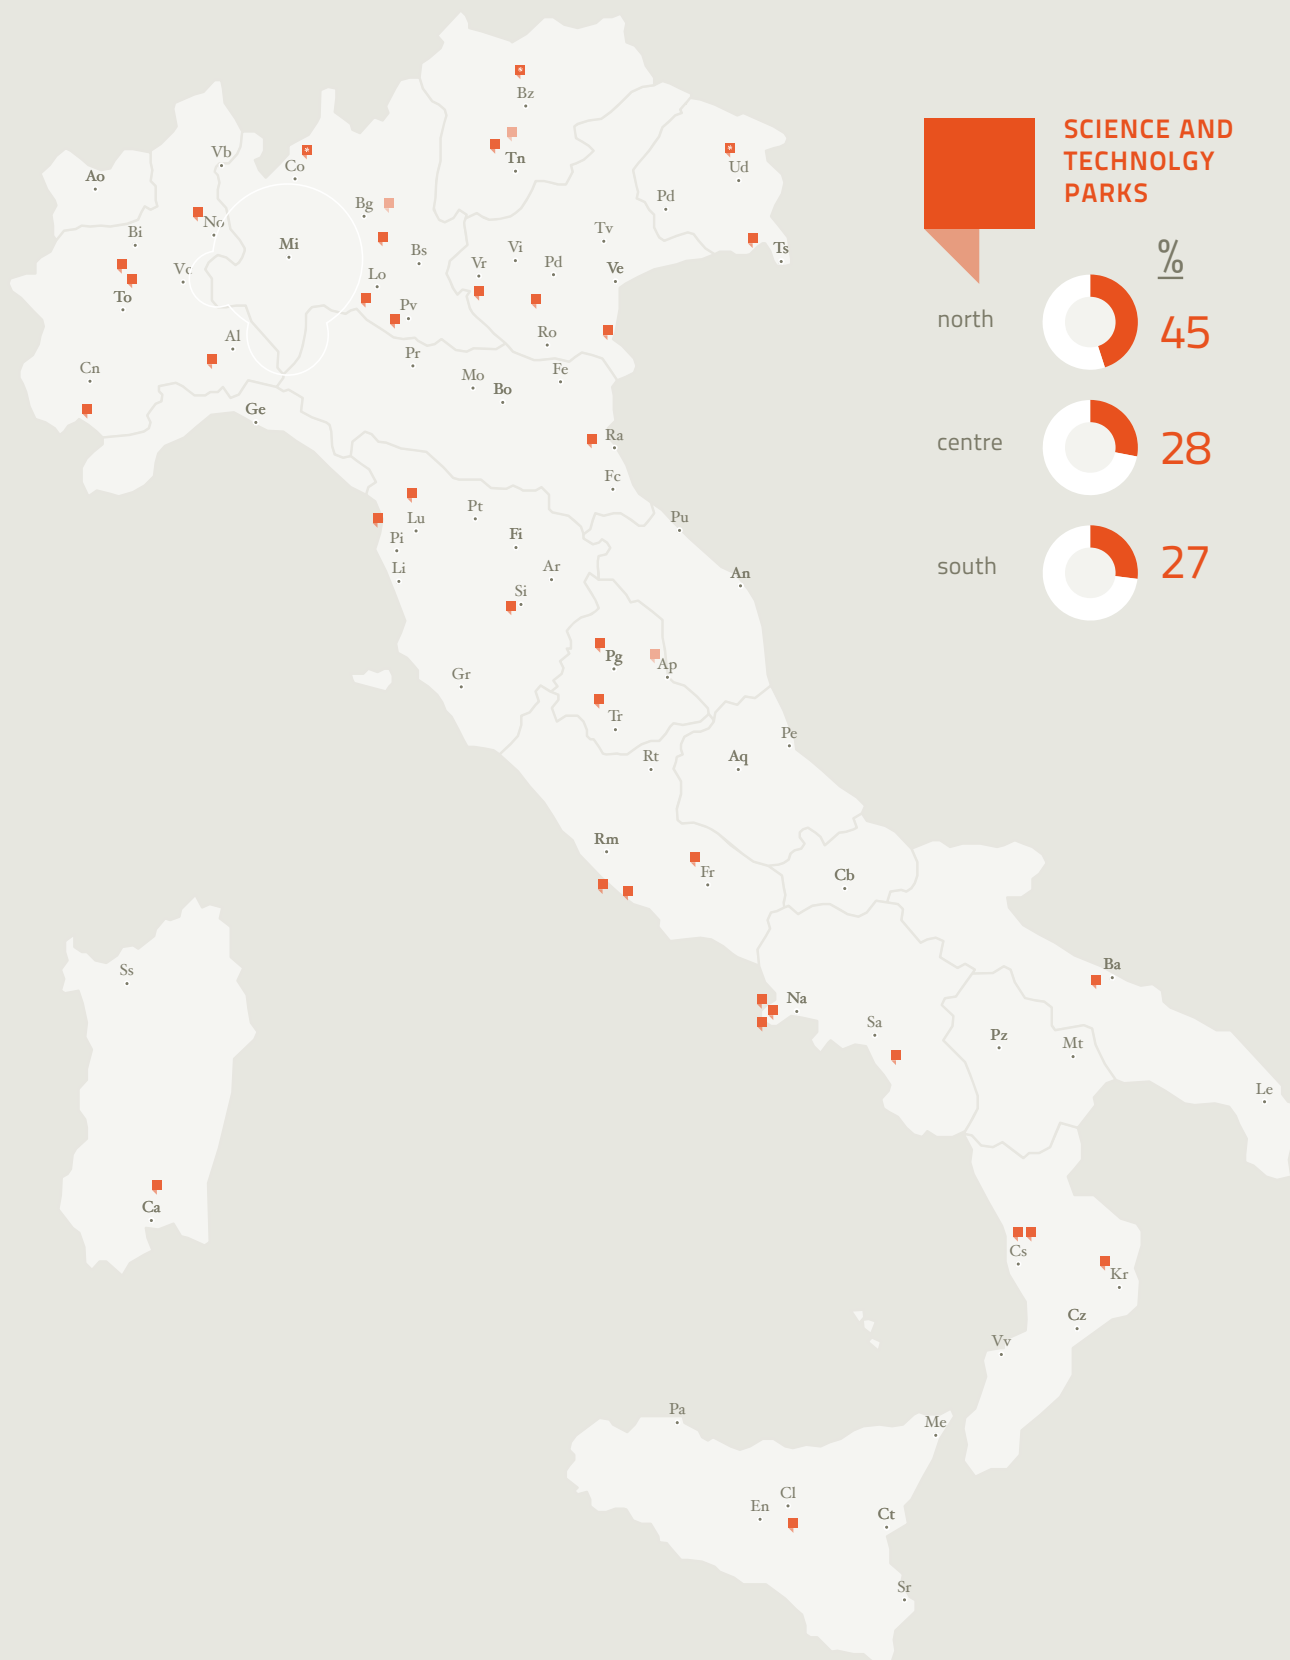 SCIENCE AND
TECHNOLGY
PARKS
%
north 45
centre 28
south 27
Bz
Vb
Co
Tn
Ud
Ao
Pd
Bg
No
Bi
Mi
Tv
Vi
Bs
Ts
Vr
Pd
Ve
Vc
Lo
To
Pv
Al
Ro
Pr
Cn
Mo
Fe
Bo
Ge
Ra
Fc
Pt
Lu
Pu
Pi
Fi
Li
Ar
An
Si
Pg
Ap
Gr
Tr
Pe
Rt
Aq
Rm
Fr
Cb
Ss
Ba
Na
Sa
Pz
Mt
Le
Ca
Cs
Kr
Cz
Vv
Pa
Me
Cl
En
Ct
Sr